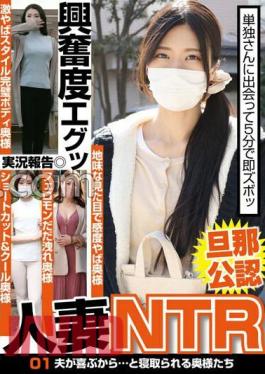 単独さんに出会って5分で即ズボッ
興奮度エグッ
激やばスタイル完璧ボディ奥様
実況報告◎
地味な見た目で感度やば奥様
フェロモンだだ洩れ奥様
ショートカット&クール奥様
旦那公認
人妻NTR
01 夫が喜ぶから…と寝取られる奥様たち